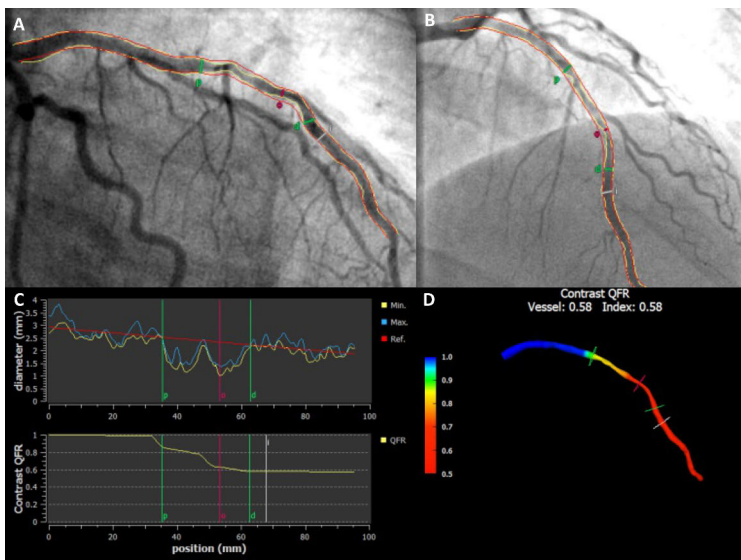 A
B
p
o
d
p
o
d
C
4
3.5
3
2.5
2
1.5
1
0.5
0
diameter (mm)
Min.
Max.
Ref.
p
o
d
0
20
40
60
80
100
1
0.8
0.6
0.4
0.2
0
Contrast QFR
QFR
p
o
d
i
0
20
40
60
80
100
position (mm)
D
Contrast QFR
Vessel: 0.58 Index: 0.58
1.0
0.9
0.8
0.7
0.6
0.5